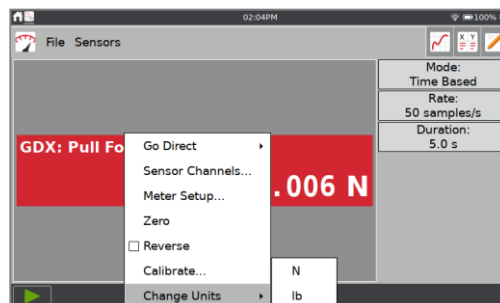 02:04PM
100%
File Sensors
X Y
Mode:
Time Based
Rate:
50 samples/s
Duration:
5.0 s
GDX: Pull Fo
.006 N
Go Direct
Sensor Channels...
Meter Setup...
Zero
Reverse
Calibrate...
Change Units
N
lb